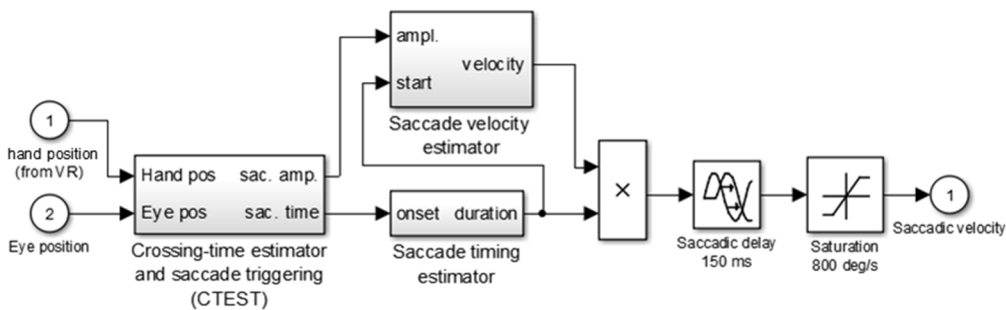 ampl.
velocity
start
Saccade velocity
estimator
1
hand position
(from VR)
Hand pos sac. amp.
Eye pos sac. time
2
Eye position
Crossing-time estimator
and saccade triggering
(CTEST)
onset duration
Saccade timing
estimator
×
Saccadic delay
150 ms
Saturation
800 deg/s
1
Saccadic velocity